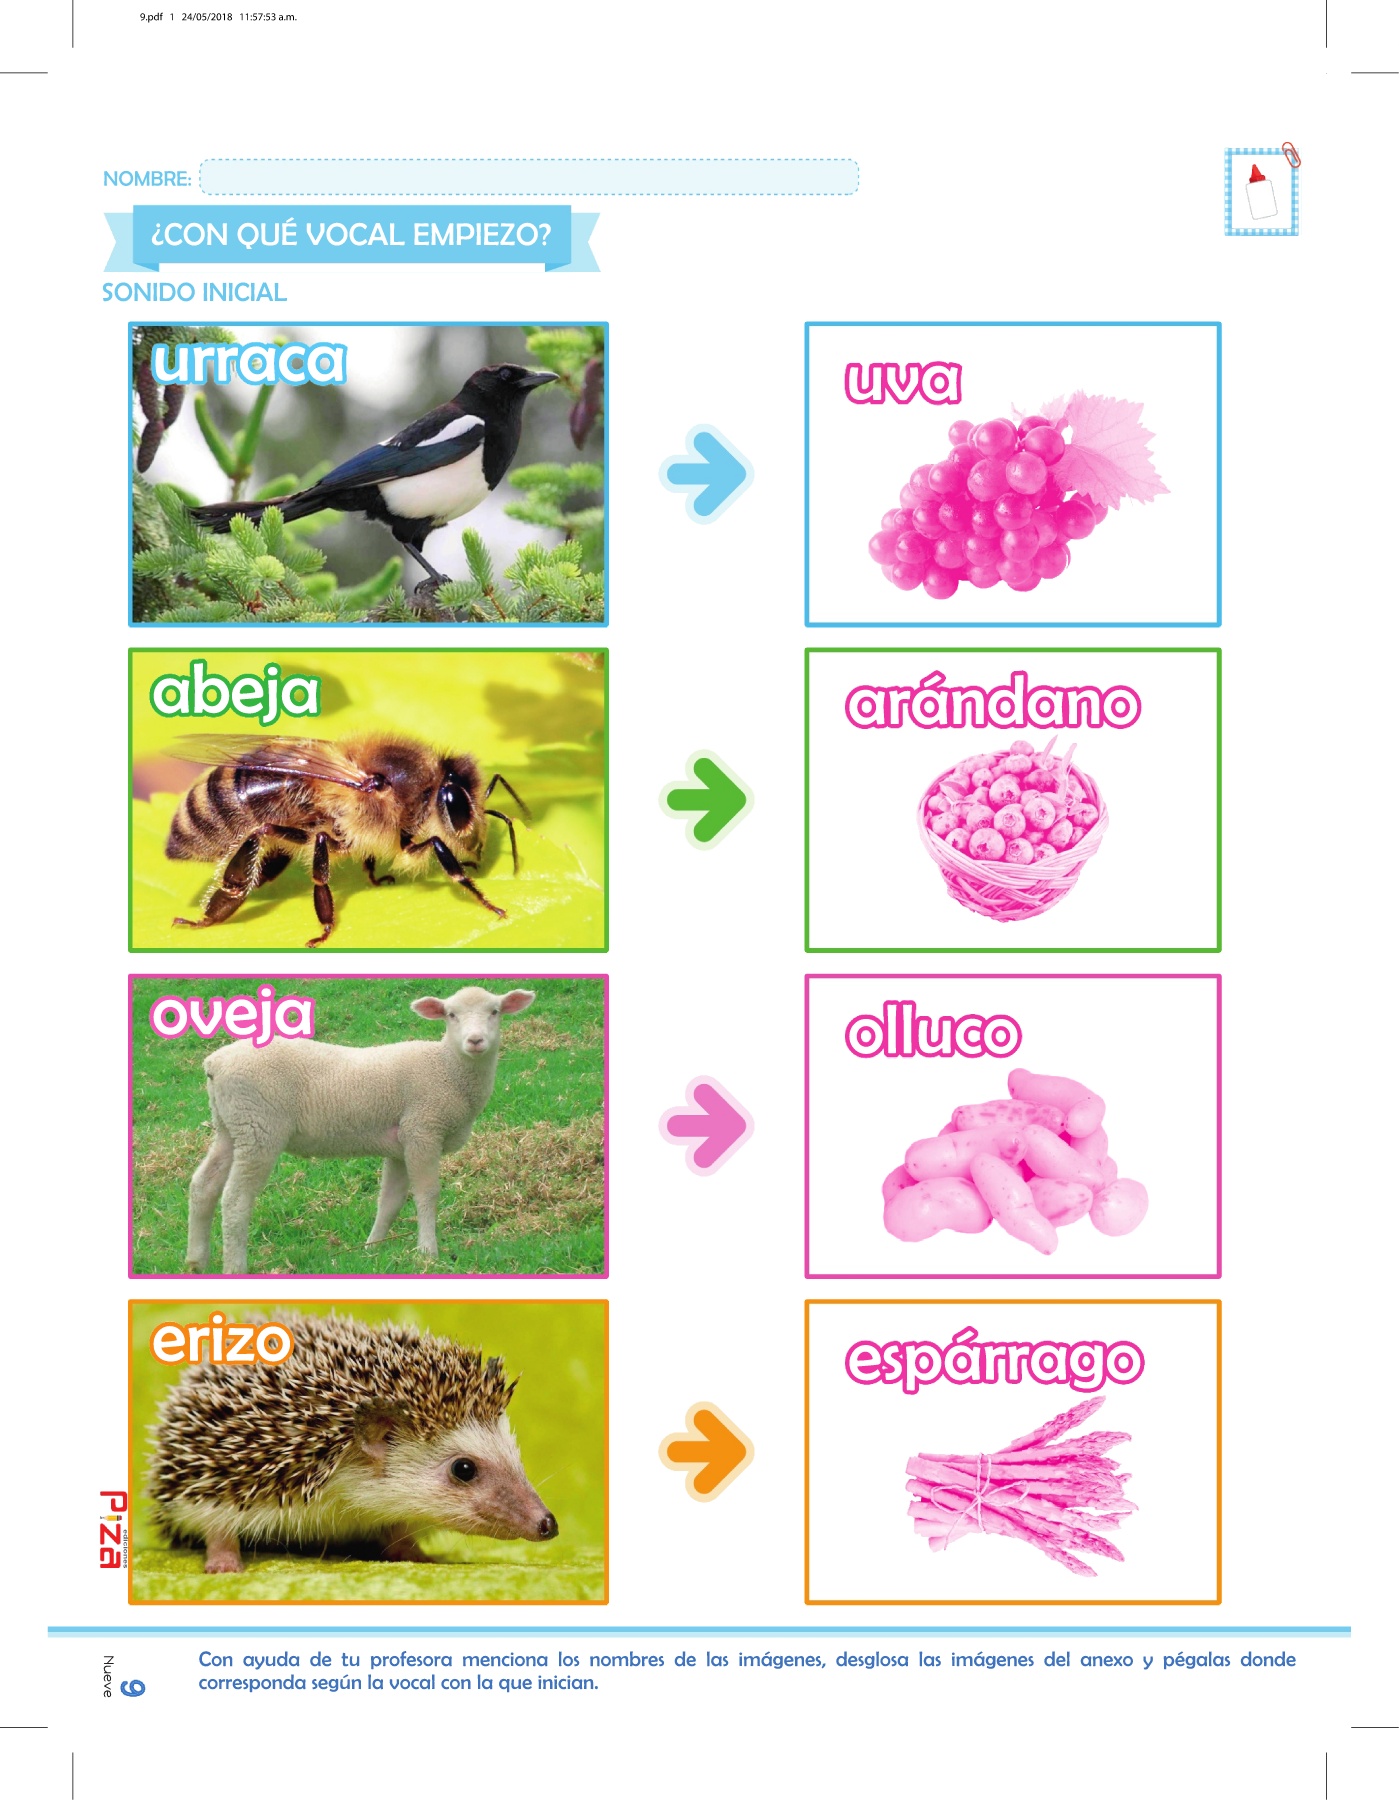 9.pdf 1 24/05/2018 11:57:53 a.m.
NOMBRE:
¿CON QUÉ VOCAL EMPIEZO?
SONIDO INICIAL
urraca
uva
abeja
arándano
oveja
olluco
erizo
espárrago
Piza
ediciones
Con ayuda de tu profesora menciona los nombres de las imágenes, desglosa las imágenes del anexo y pégalas donde
corresponda según la vocal con la que inician.
Nueve
9